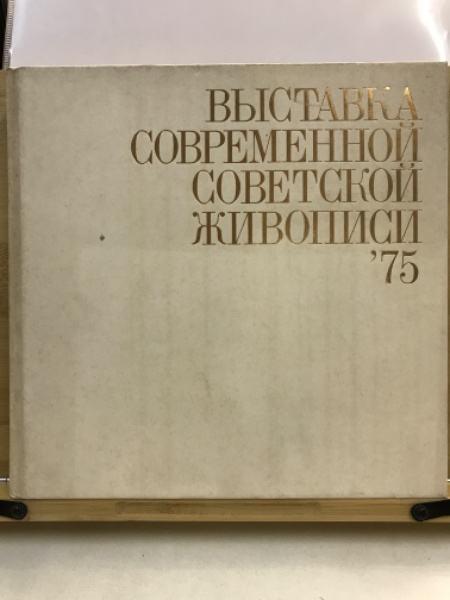 ВЫСТАВКА
СОВРЕМЕННОЙ
СОВЕТСКОЙ
ЖИВОПИСИ
'75